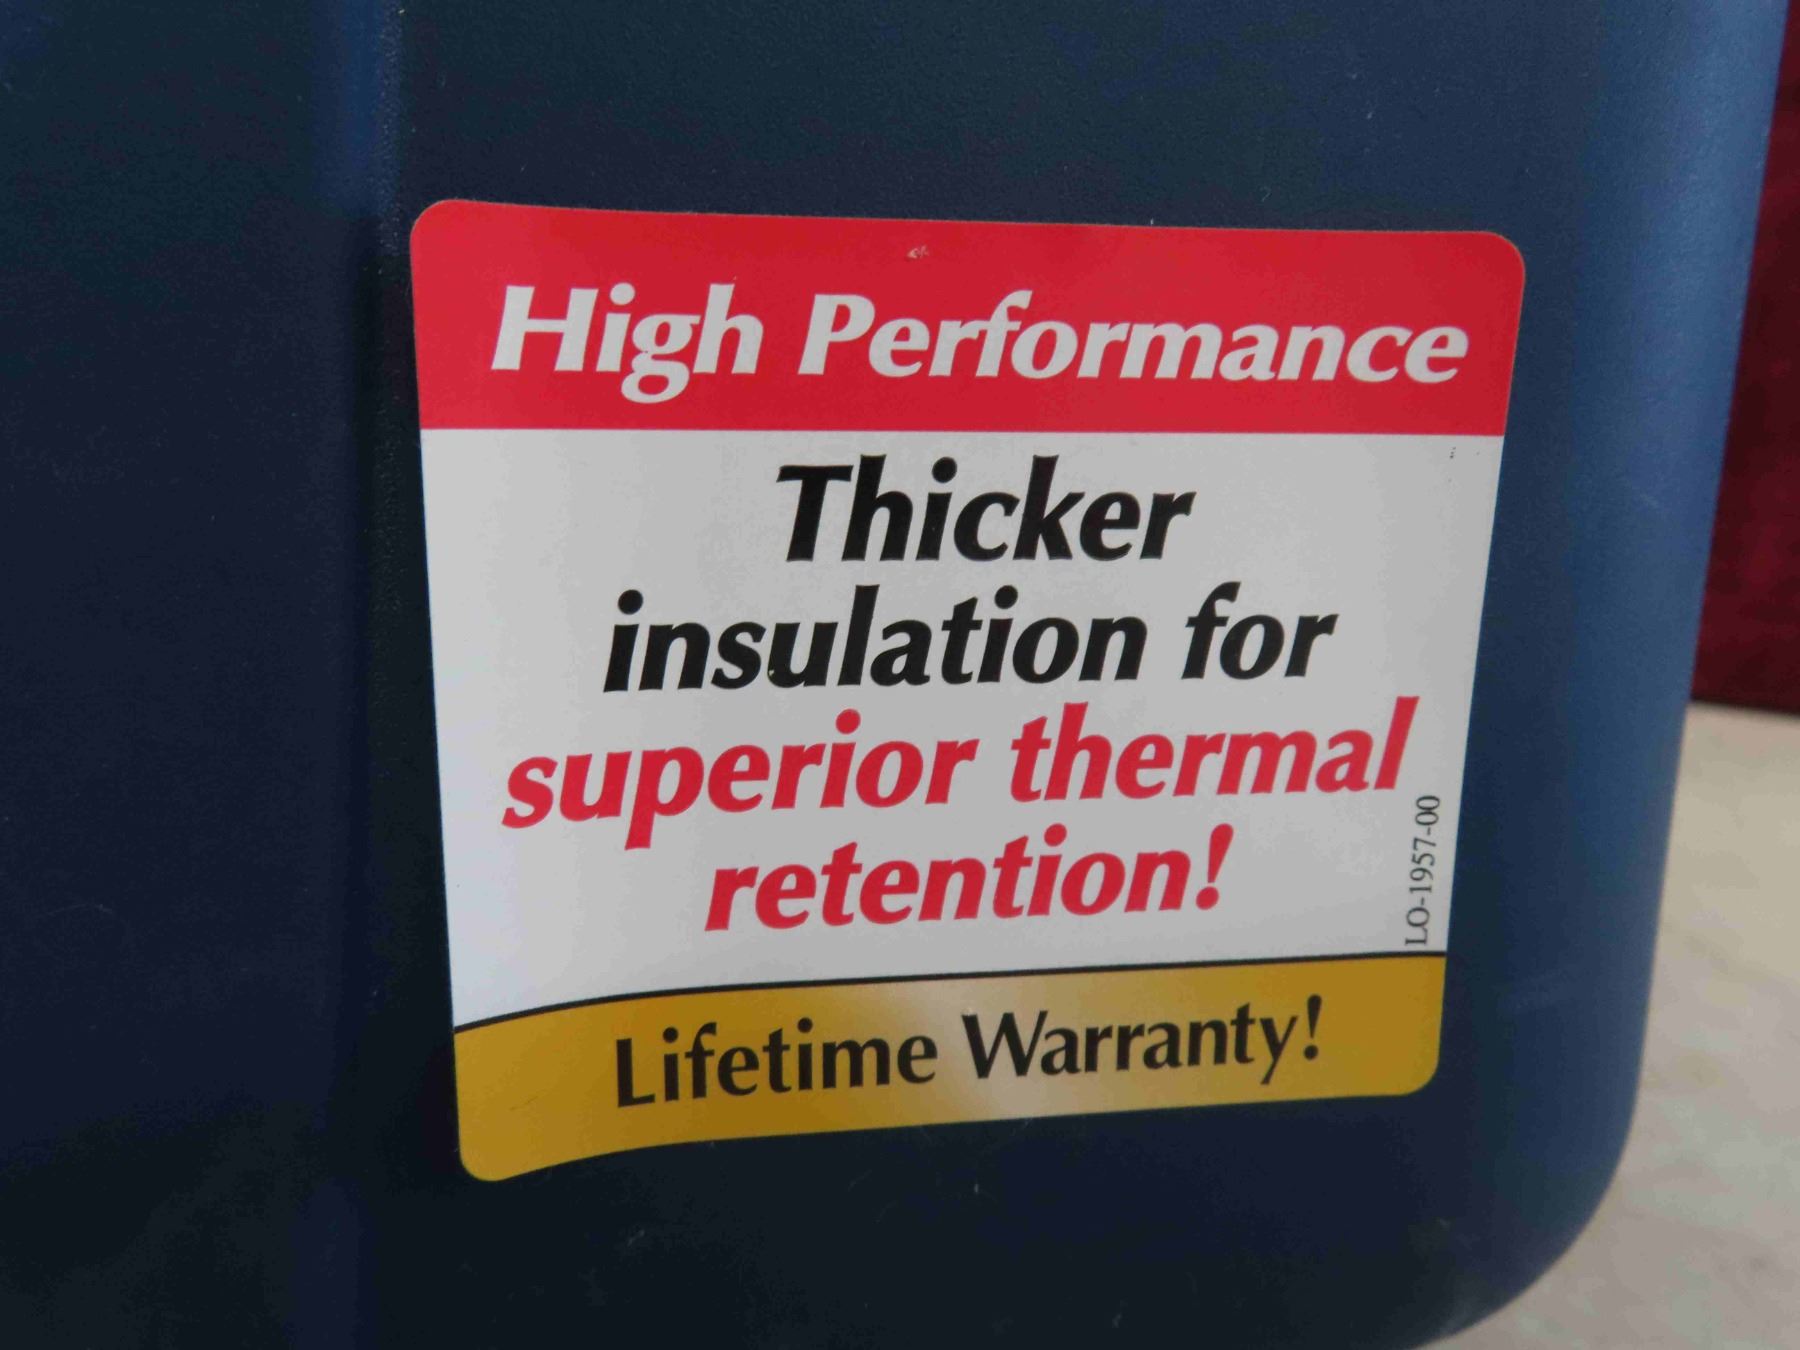 High Performance
Thicker
insulation for
superior thermal
retention!
LO-1957-00
Lifetime Warranty!